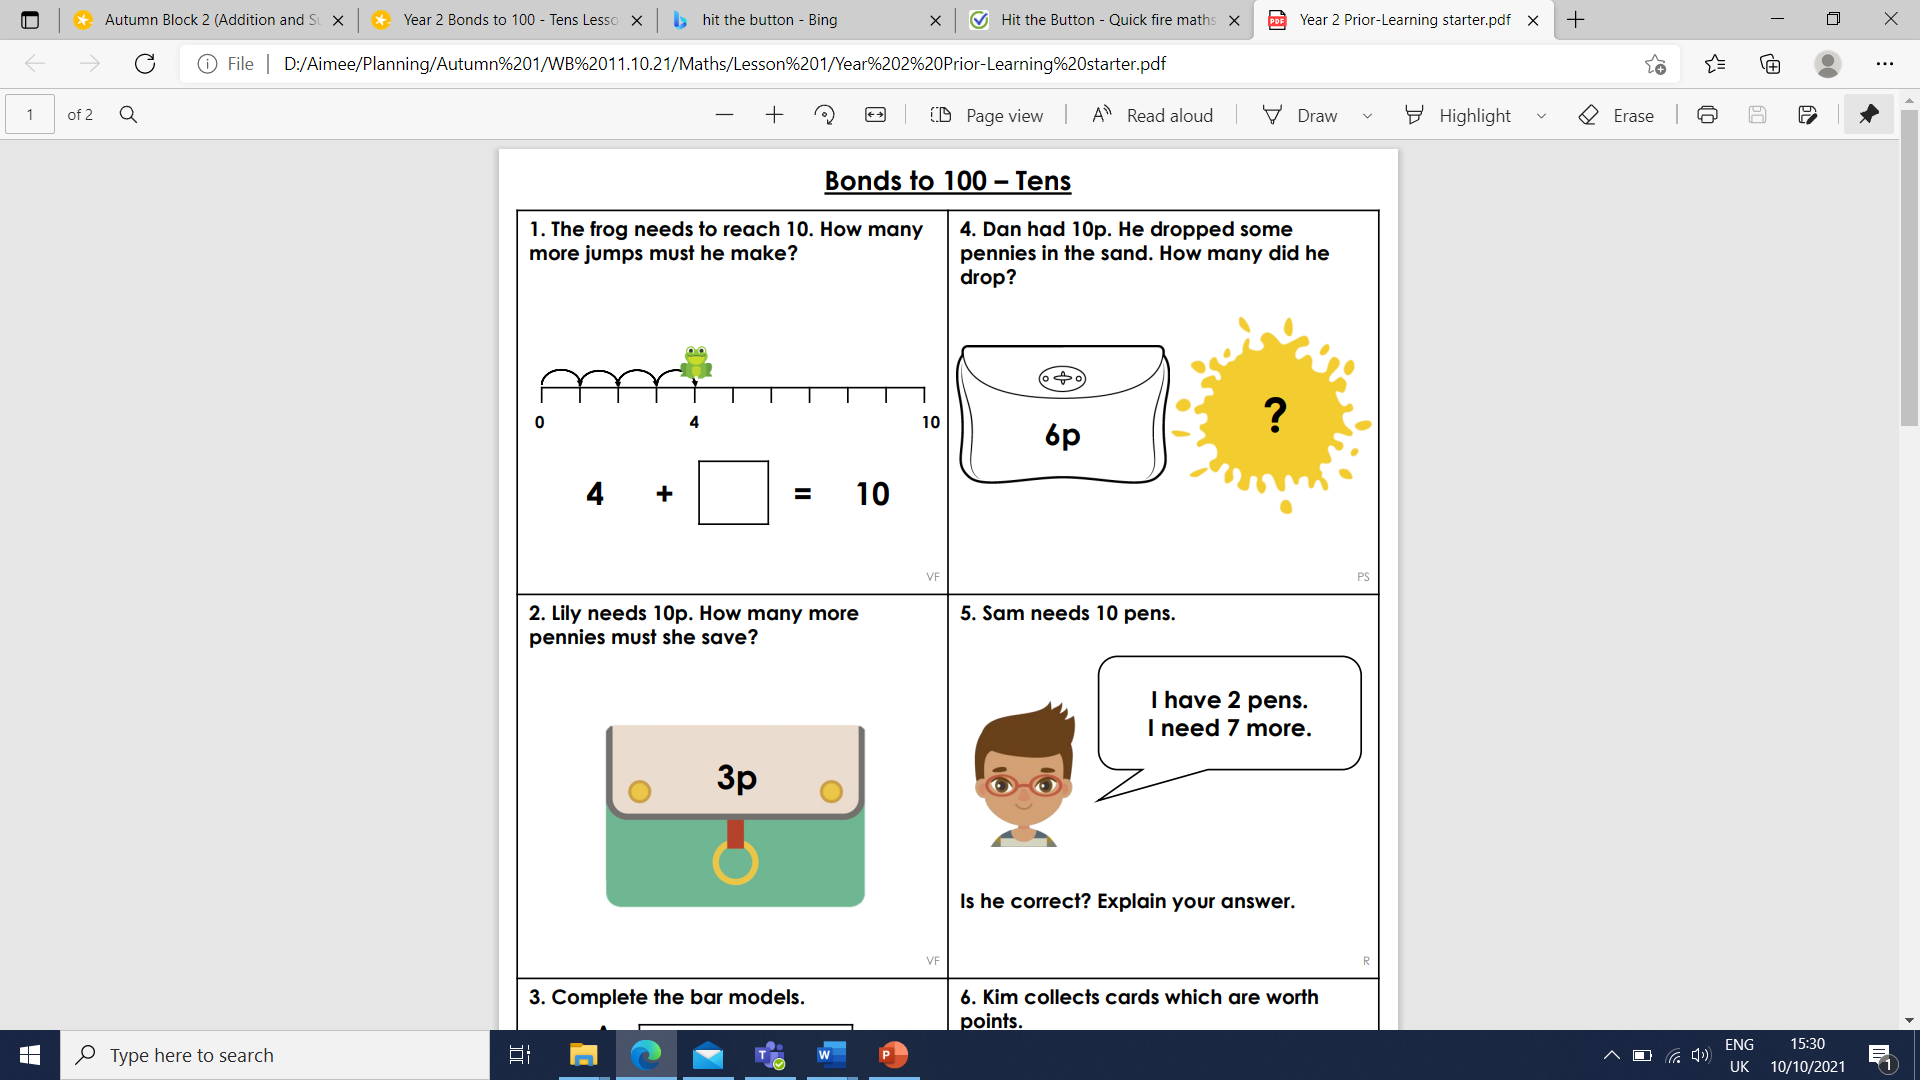 Autumn Block 2 (Addition and Su
Year 2 Bonds to 100 - Tens Lesso
hit the button - Bing
Hit the Button - Quick fire maths
Year 2 Prior-Learning starter.pdf
File
D:/Aimee/Planning/Autumn%201/WB%2011.10.21/Maths/Lesson%201/Year%202%20Prior-Learning%20starter.pdf
1 of 2
Page view
Read aloud
Draw
Highlight
Erase
Bonds to 100 – Tens
1. The frog needs to reach 10. How many
more jumps must he make?
0 4 10
4 + = 10
VF
4. Dan had 10p. He dropped some
pennies in the sand. How many did he
drop?
6p
?
PS
2. Lily needs 10p. How many more
pennies must she save?
3p
VF
5. Sam needs 10 pens.
I have 2 pens.
I need 7 more.
Is he correct? Explain your answer.
R
3. Complete the bar models.
6. Kim collects cards which are worth
points.
Type here to search
ENG
UK
15:30
10/10/2021
1